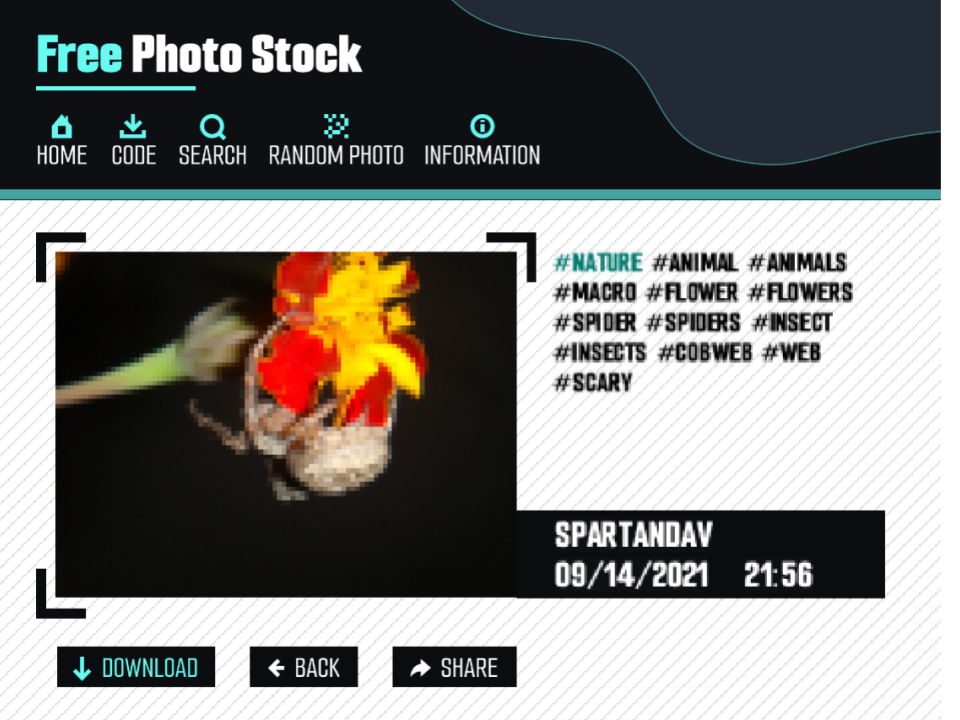 Free Photo Stock
HOME CODE SEARCH RANDOM PHOTO INFORMATION
#NATURE #ANIMAL #ANIMALS
#MACRO #FLOWER #FLOWERS
#SPIDER #SPIDERS #INSECT
#INSECTS #COBWEB #WEB
#SCARY
SPARTANDAV
09/14/2021 21:56
DOWNLOAD BACK SHARE